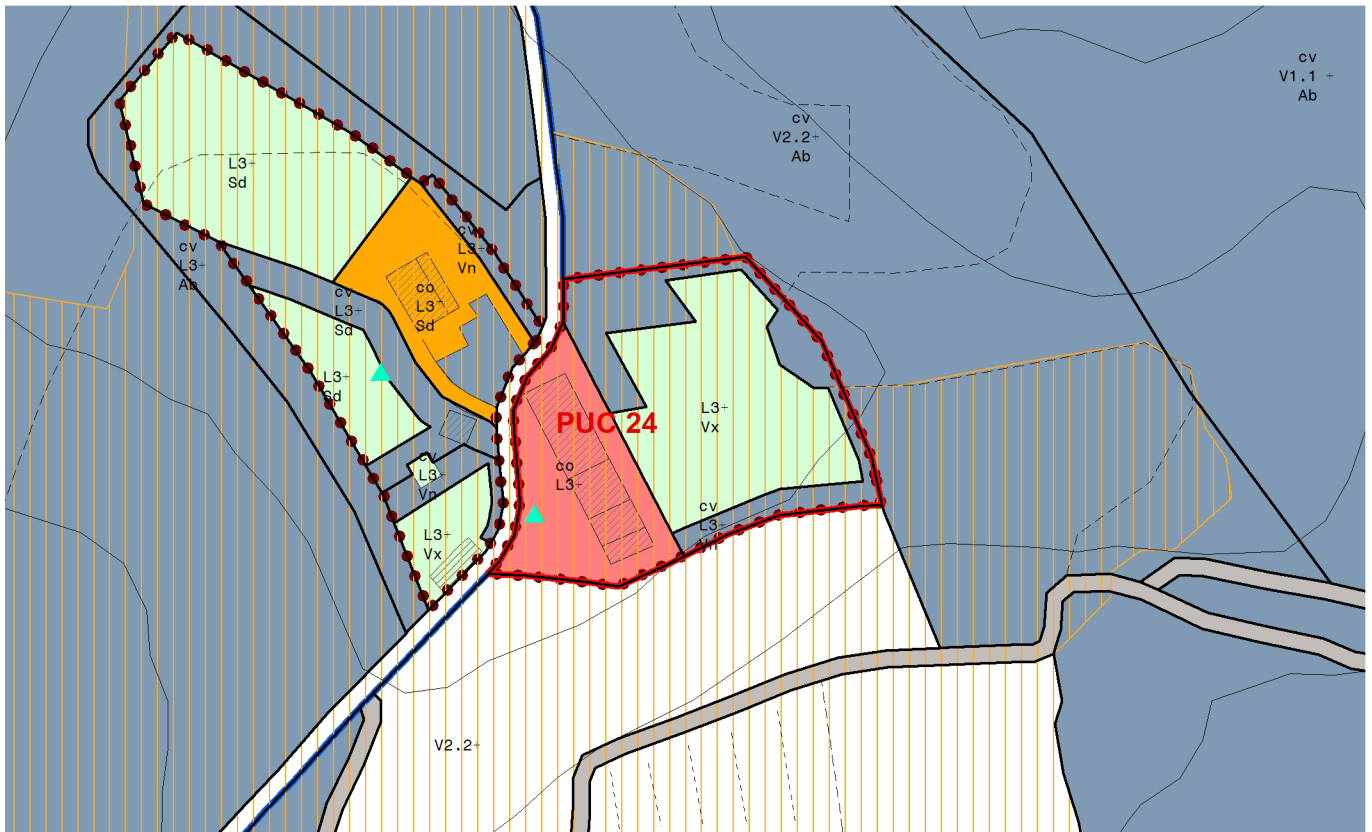 cv
V1.1 +
Ab
cv
V2.2+
Ab
L3+
Sd
cv
L3+
Vn
cv
L3+
Ab
cv
L3+
Sd
co
L3+
Sd
L3+
Sd
L3+
Vx
PUC 24
co
L3+
cv
L3+
Vn
L3+
Vx
cv
L3+
Vn
V2.2+